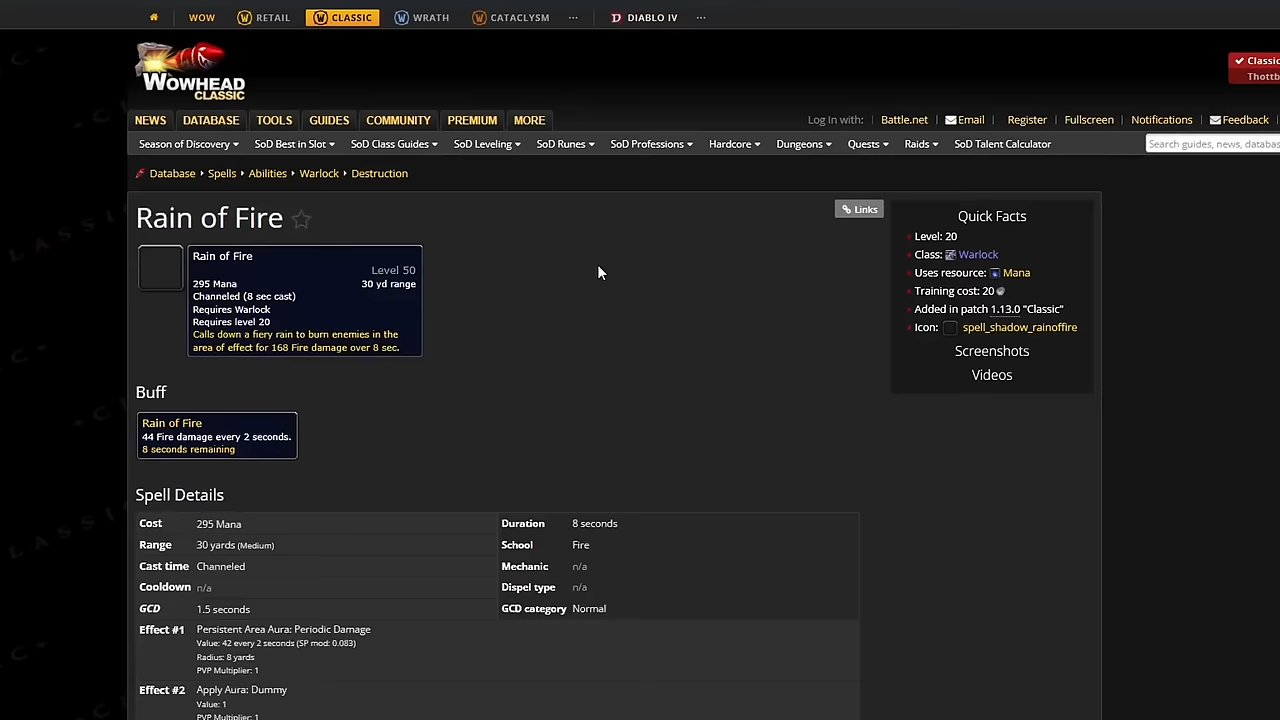 WOW RETAIL CLASSIC WRATH CATACLYSM ... DIABLO IV ...
WOWHEAD
CLASSIC
✔ Classic
Thottb
NEWS DATABASE TOOLS GUIDES COMMUNITY PREMIUM MORE
Log In with: Battle.net Email Register Fullscreen Notifications Feedback
Season of Discovery SoD Best in Slot SoD Class Guides SoD Leveling SoD Runes SoD Professions Hardcore Dungeons Quests Raids SoD Talent Calculator
Search guides, news, databas
Database Spells Abilities Warlock Destruction
Rain of Fire
Links
Rain of Fire
Level 50
295 Mana 30 yd range
Channeled (8 sec cast)
Requires Warlock
Requires level 20
Calls down a fiery rain to burn enemies in the
area of effect for 168 Fire damage over 8 sec.
Quick Facts
Level: 20
Class: Warlock
Uses resource: Mana
Training cost: 20
Added in patch 1.13.0 "Classic"
Icon: spell_shadow_rainoffire
Screenshots
Videos
Buff
Rain of Fire
44 Fire damage every 2 seconds.
8 seconds remaining
Spell Details
Cost 295 Mana Duration 8 seconds
Range 30 yards (Medium) School Fire
Cast time Channeled Mechanic n/a
Cooldown n/a Dispel type n/a
GCD 1.5 seconds GCD category Normal
Effect #1 Persistent Area Aura: Periodic Damage
Value: 42 every 2 seconds (SP mod: 0.083)
Radius: 8 yards
PVP Multiplier: 1
Effect #2 Apply Aura: Dummy
Value: 1
PVP Multiplier: 1